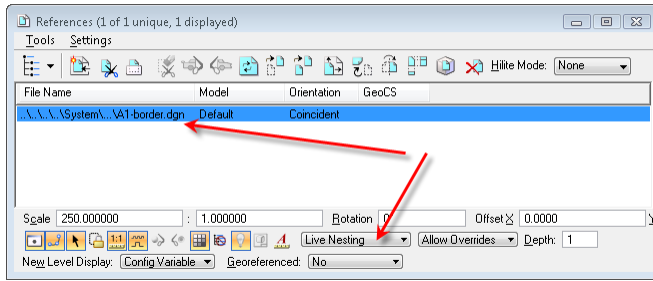 References (1 of 1 unique, 1 displayed)
Tools Settings
Hilite Mode: None
File Name Model Orientation GeoCS
..\..\..\..\System\...\A1-border.dgn Default Coincident
Scale 250.000000 : 1.000000 Rotation 0 Offset X 0.0000
1:1 Live Nesting Allow Overrides Depth: 1
New Level Display: Config Variable Georeferenced: No